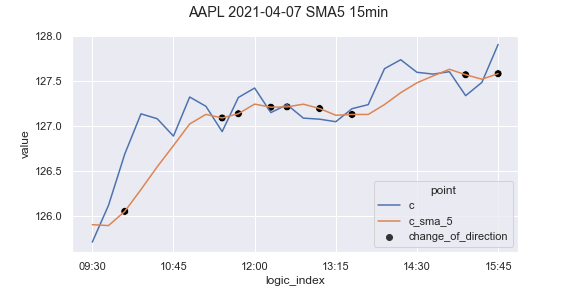 AAPL 2021-04-07 SMA5 15min
128.0
127.5
127.0
126.5
126.0
value
09:30 10:45 12:00 13:15 14:30 15:45
logic_index
point
c
c_sma_5
change_of_direction